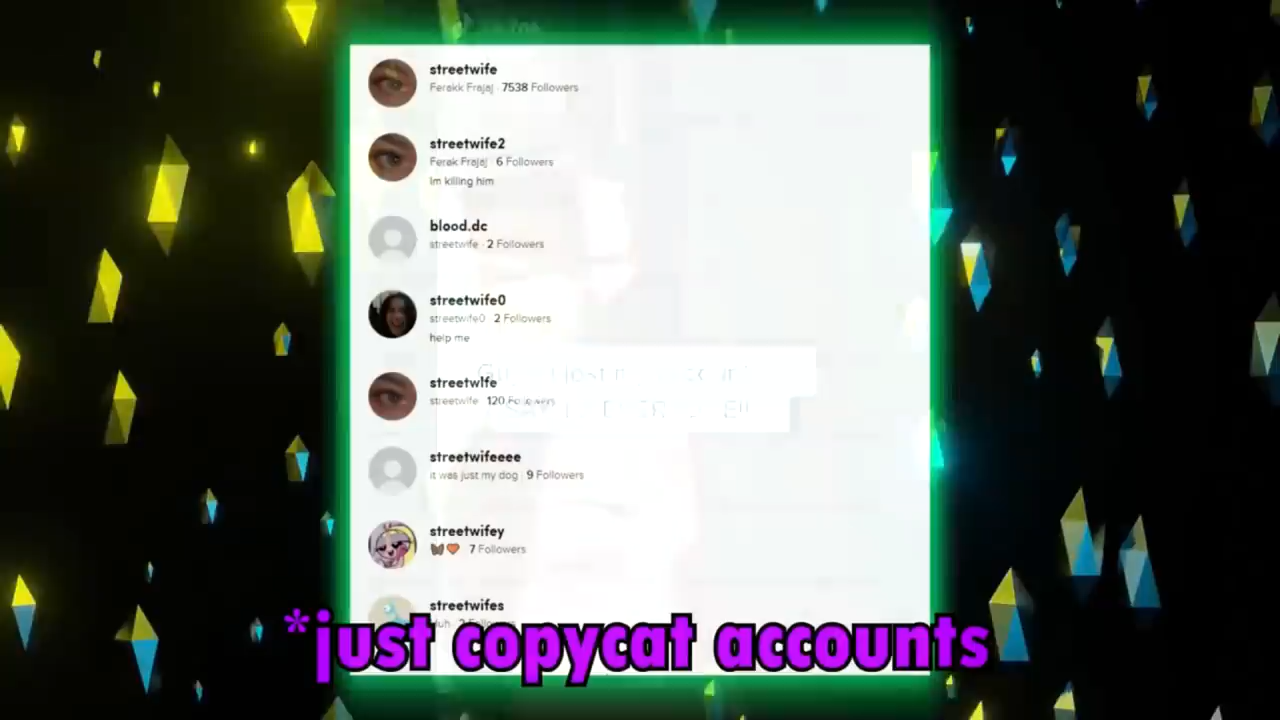 streetwife
Ferakk Frajaj · 7538 Followers
streetwife2
Ferak Frajaj · 6 Followers
Im killing him
blood.dc
streetwife · 2 Followers
streetwife0
streetwife0 · 2 Followers
help me
streetwlfe
streetwife · 120 Followers
streetwifeeee
it was just my dog · 9 Followers
streetwifey
7 Followers
streetwifes
Followers
*just copycat accounts